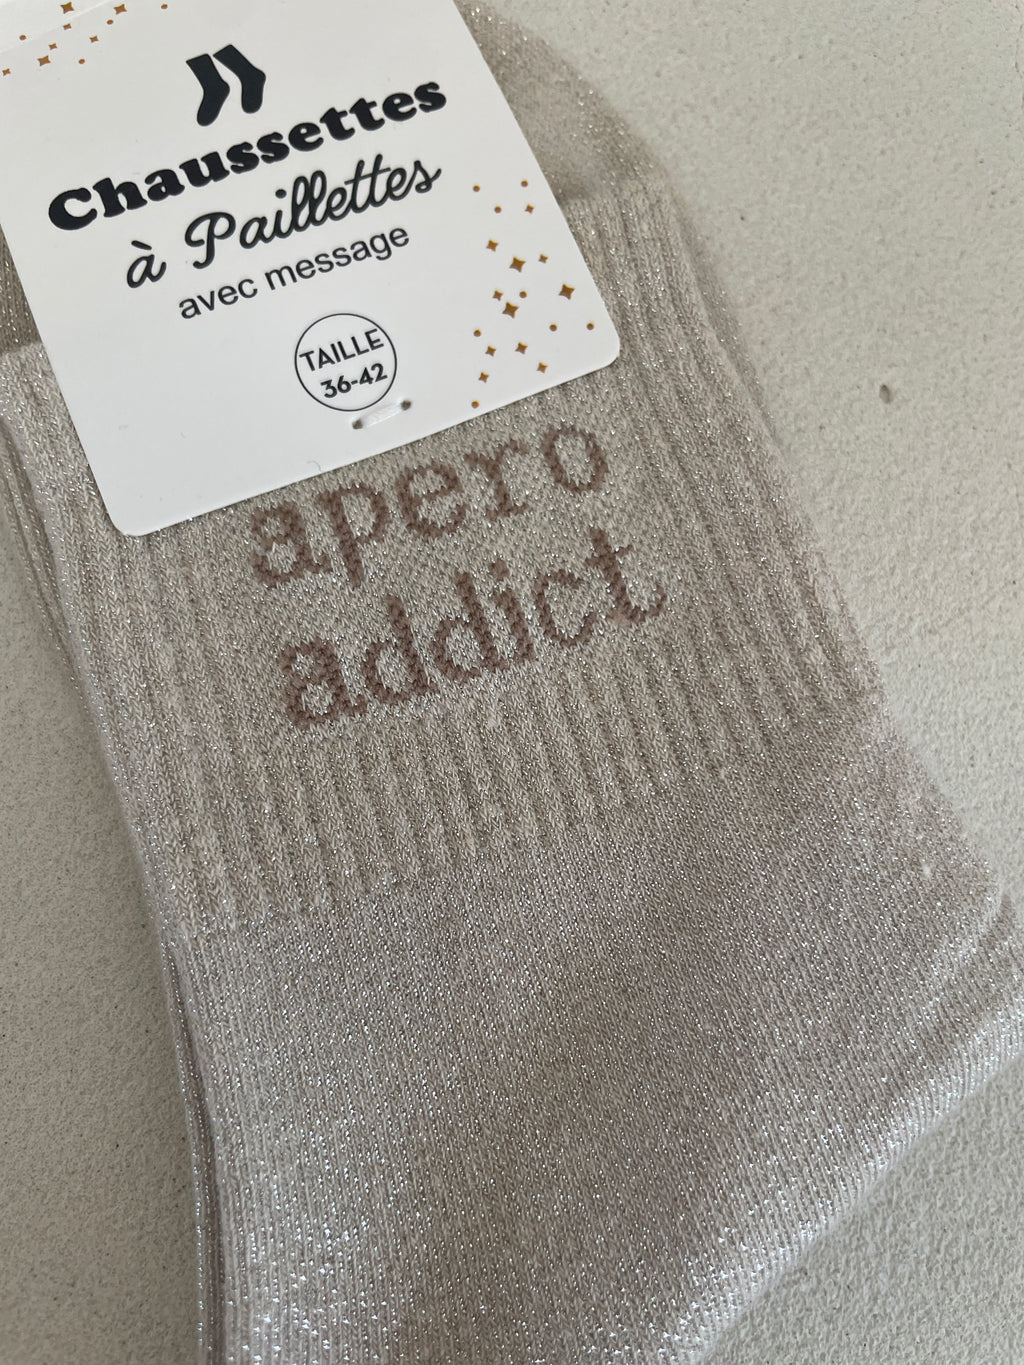 Chaussettes
à Paillettes
avec message
TAILLE
36-42
apero
addict